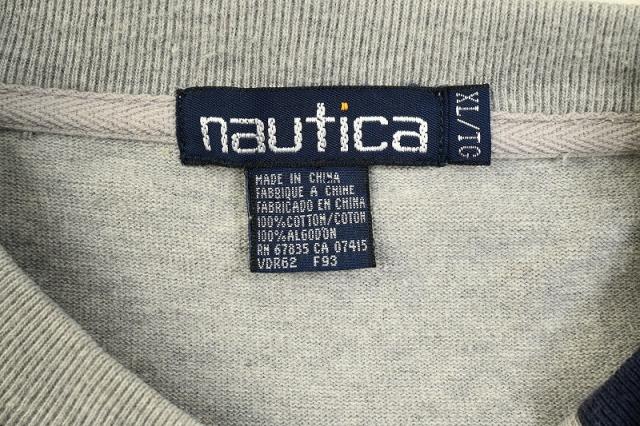 nautica
XL/TG
MADE IN CHINA
FABRIQUE A CHINE
FABRICADO EN CHINA
100%COTTON/COTON
100%ALGODON
RN 67835 CA 07415
VDR62 F93